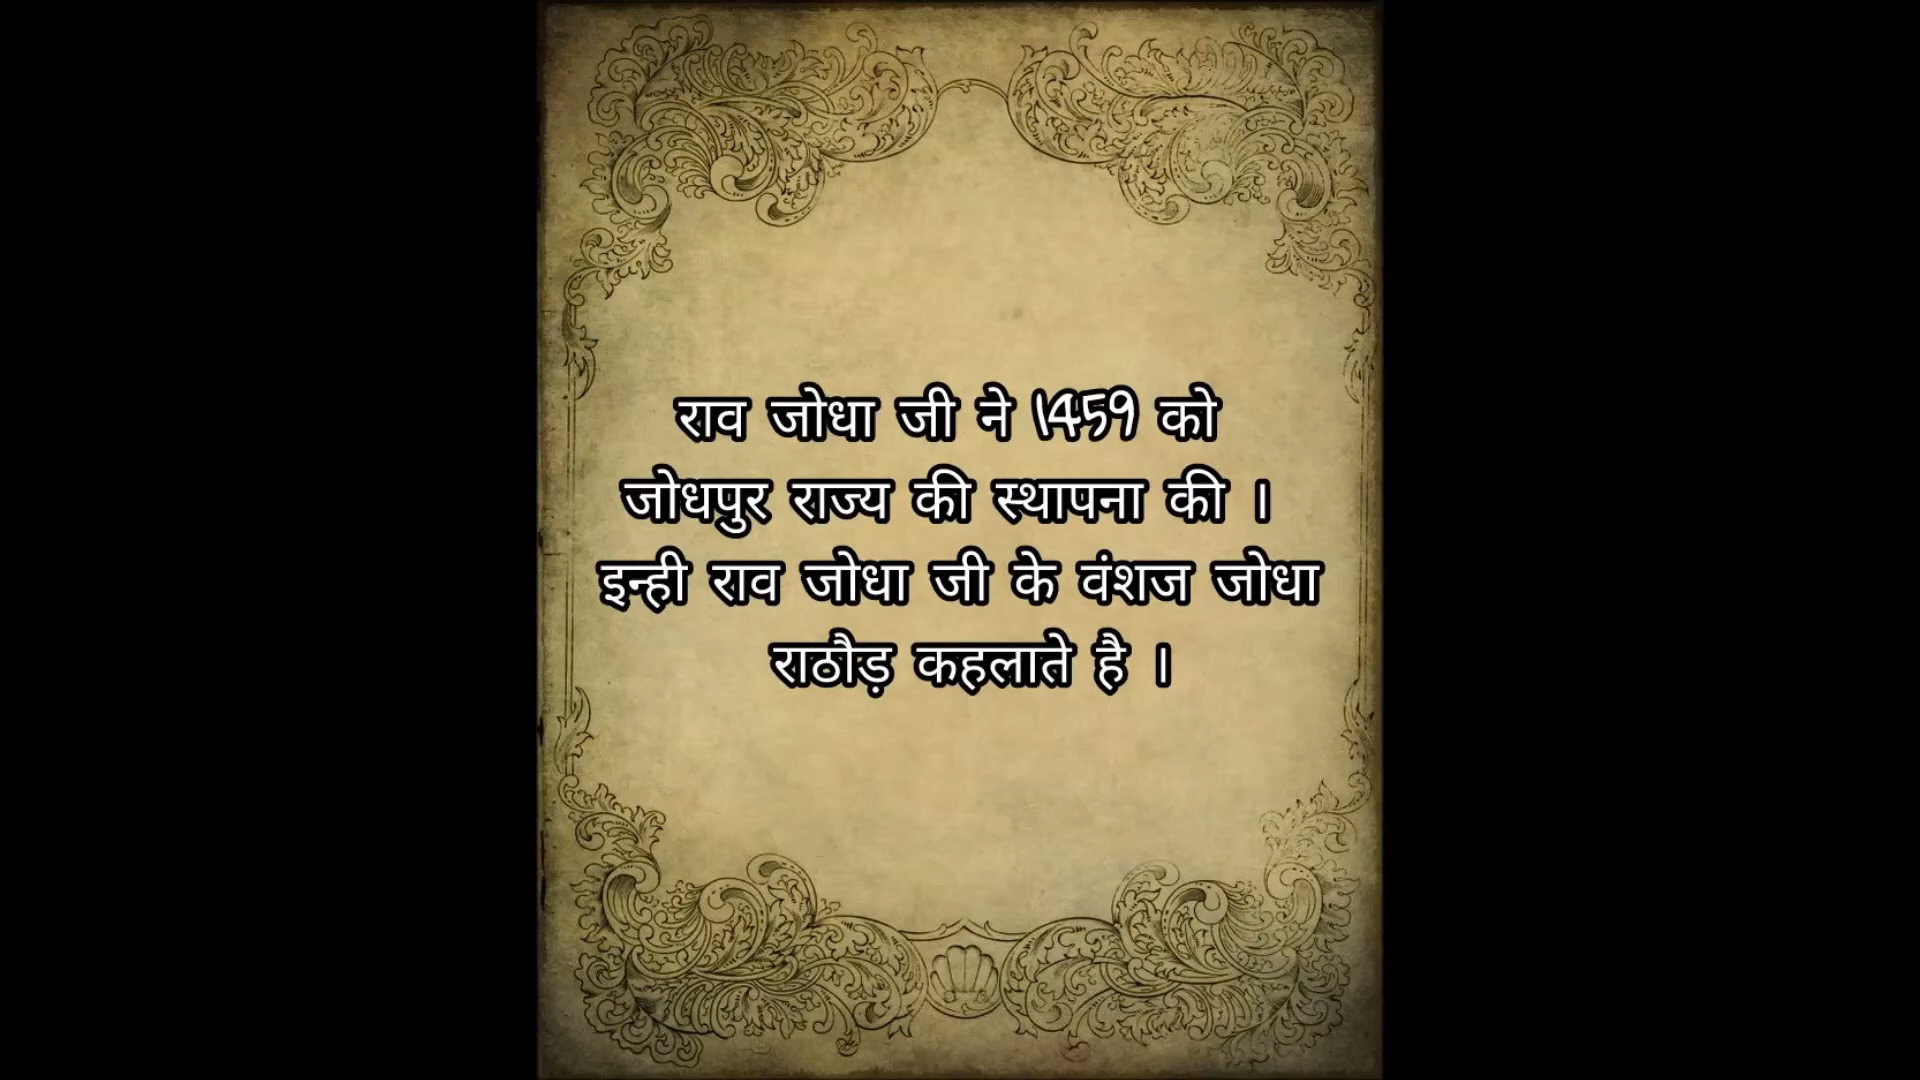 राव जोधा जी ने 1459 को
जोधपुर राज्य की स्थापना की ।
इन्ही राव जोधा जी के वंशज जोधा
राठौड़ कहलाते है ।